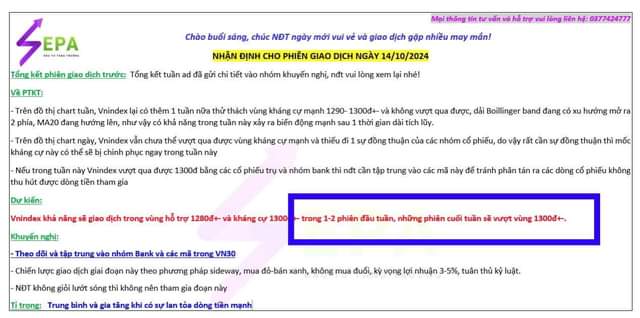 Mọi thông tin tư vấn và hỗ trợ vui lòng liên hệ: 0877424777
SEPA
ĐẦU TƯ TĂNG TRƯỞNG
Chào buổi sáng, chúc NĐT ngày mới vui vẻ và giao dịch gặp nhiều may mắn!
NHẬN ĐỊNH CHO PHIÊN GIAO DỊCH NGÀY 14/10/2024
Tổng kết phiên giao dịch trước: Tổng kết tuần ad đã gửi chi tiết vào nhóm khuyến nghị, nđt vui lòng xem lại nhé!
Về PTKT:
- Trên đồ thị chart tuần, Vnindex lại có thêm 1 tuần nữa thử thách vùng kháng cự mạnh 1290- 1300đ+- và không vượt qua được, dải Boillinger band đang có xu hướng mở ra
2 phía, MA20 đang hướng lên, như vậy có khả năng trong tuần này xảy ra biến động mạnh sau 1 thời gian dài tích lũy.
- Trên đồ thị chart ngày, Vnindex vẫn chưa thể vượt qua được vùng kháng cự mạnh và thiếu đi 1 sự đồng thuận của các nhóm cổ phiếu, do vậy rất cần sự đồng thuận thì mốc
kháng cự này có thể sẽ bị chinh phục ngay trong tuần này
- Nếu trong tuần này Vnindex vượt qua được 1300đ bằng các cổ phiếu trụ và nhóm bank thì nđt cần tập trung vào các mã này để tránh phân tán ra các dòng cổ phiếu không
thu hút được dòng tiền tham gia
Dự kiến:
Vnindex khả năng sẽ giao dịch trong vùng hỗ trợ 1280đ+- và kháng cự 1300 +- trong 1-2 phiên đầu tuần, những phiên cuối tuần sẽ vượt vùng 1300đ+-.
Khuyến nghị:
- Theo dõi và tập trung vào nhóm Bank và các mã trong VN30
- Chiến lược giao dịch giai đoạn này theo phương pháp sideway, mua đỏ-bán xanh, không mua đuổi, kỳ vọng lợi nhuận 3-5%, tuân thủ kỷ luật.
- NĐT không giỏi lướt sóng thì không nên tham gia đoạn này
Tỉ trọng: Trung bình và gia tăng khi có sự lan tỏa dòng tiền mạnh